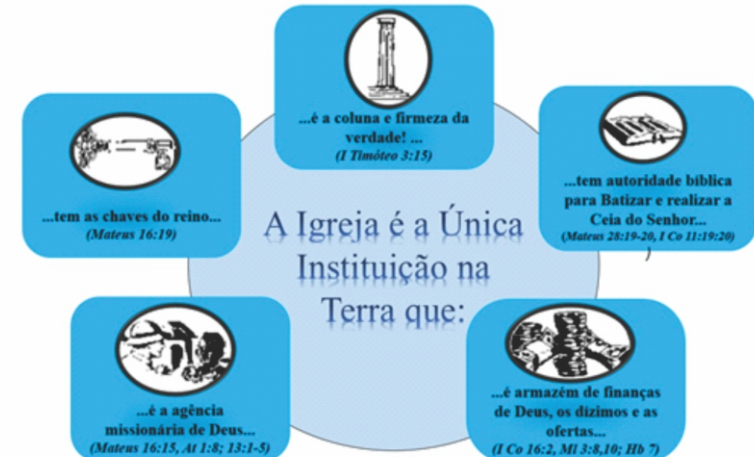 ...é a coluna e firmeza da
verdade! ...
(I Timóteo 3:15)
...tem as chaves do reino...
(Mateus 16:19)
...tem autoridade bíblica
para Batizar e realizar a
Ceia do Senhor...
(Mateus 28:19-20, I Co 11:19:20)
)
A Igreja é a Única
Instituição na
Terra que:
...é a agência
missionária de Deus...
(Mateus 16:15, At 1:8; 13:1-5)
...é armazém de finanças
de Deus, os dízimos e as
ofertas...
(I Co 16:2, Ml 3:8,10; Hb 7)